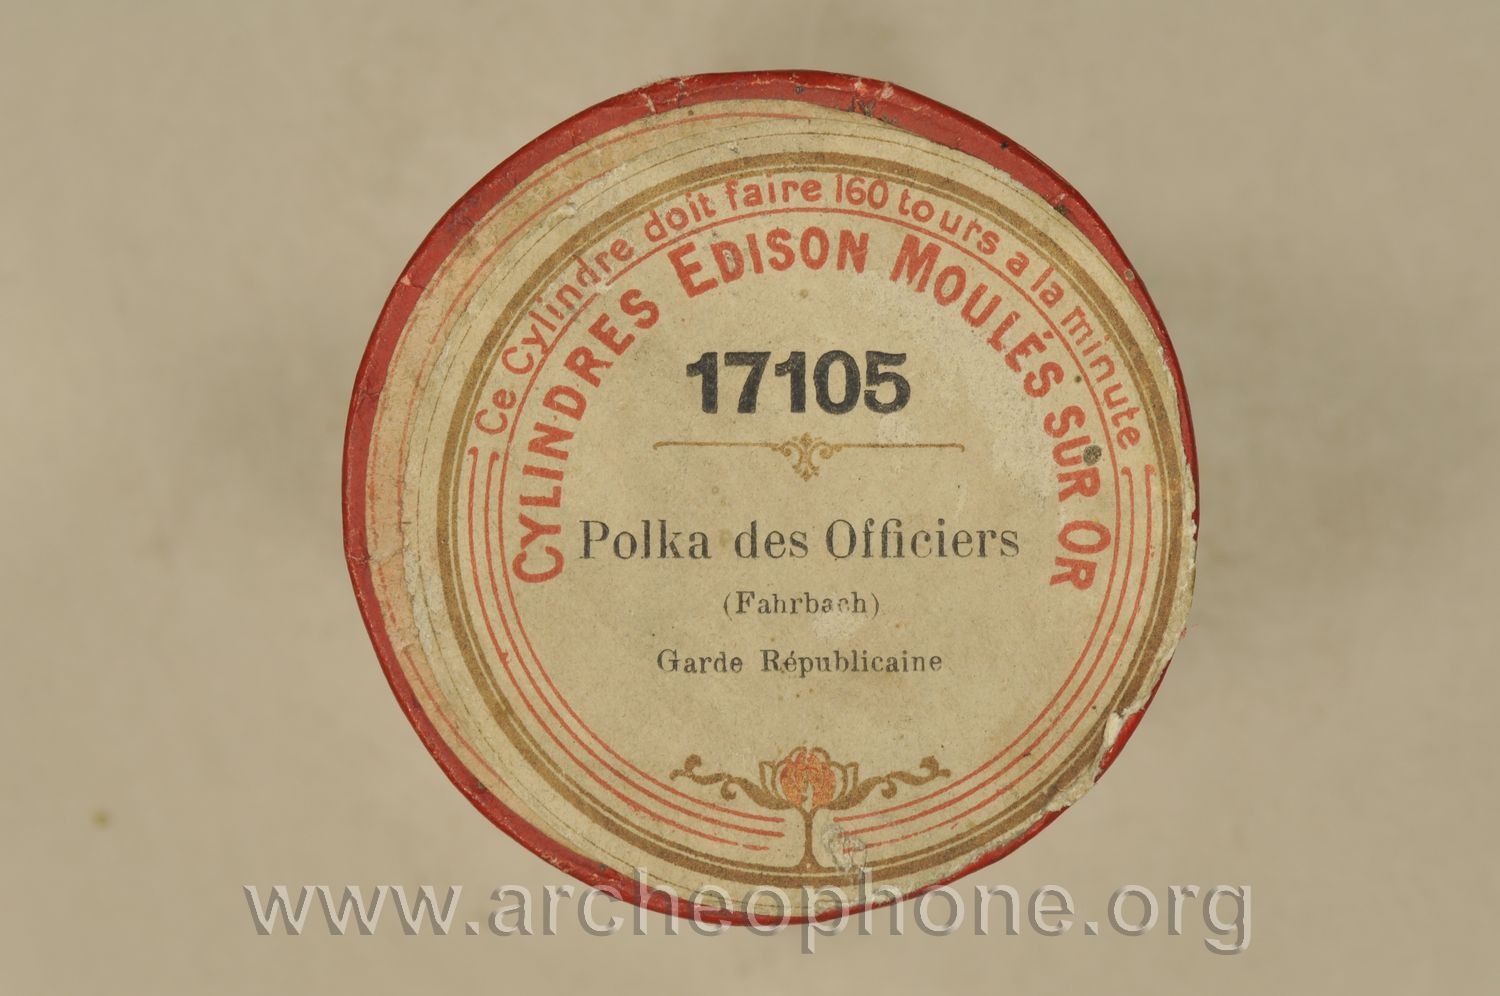 Ce Cylindre doit faire 160 tours a la minute
CYLINDRES EDISON MOULÉS SUR OR
17105
Polka des Officiers
(Fahrbach)
Garde Républicaine
www.archeophone.org